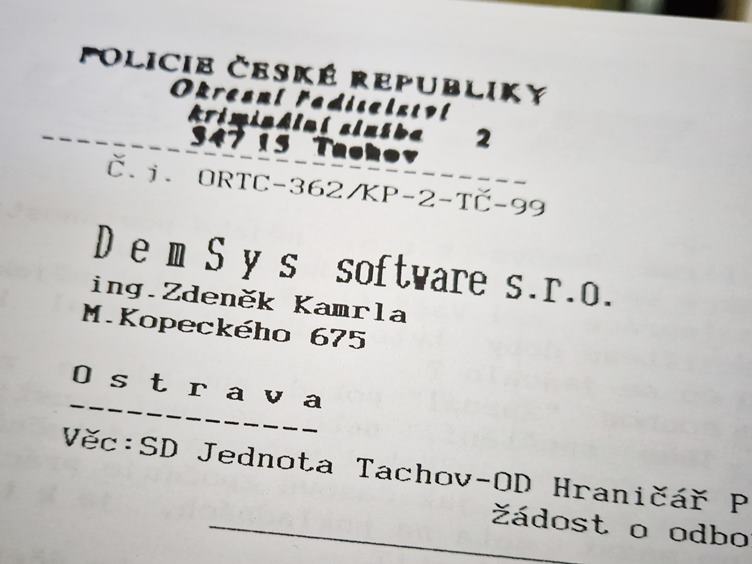 POLICIE ČESKÉ REPUBLIKY
Okresní ředitelství
kriminální služba 2
347 15 Tachov
Č.j. ORTC-362/KP-2-TČ-99
DemSys software s.r.o.
ing.Zdeněk Kamrla
M.Kopeckého 675
Ostrava
Věc:SD Jednota Tachov-OD Hraničář P
žádost o odbo